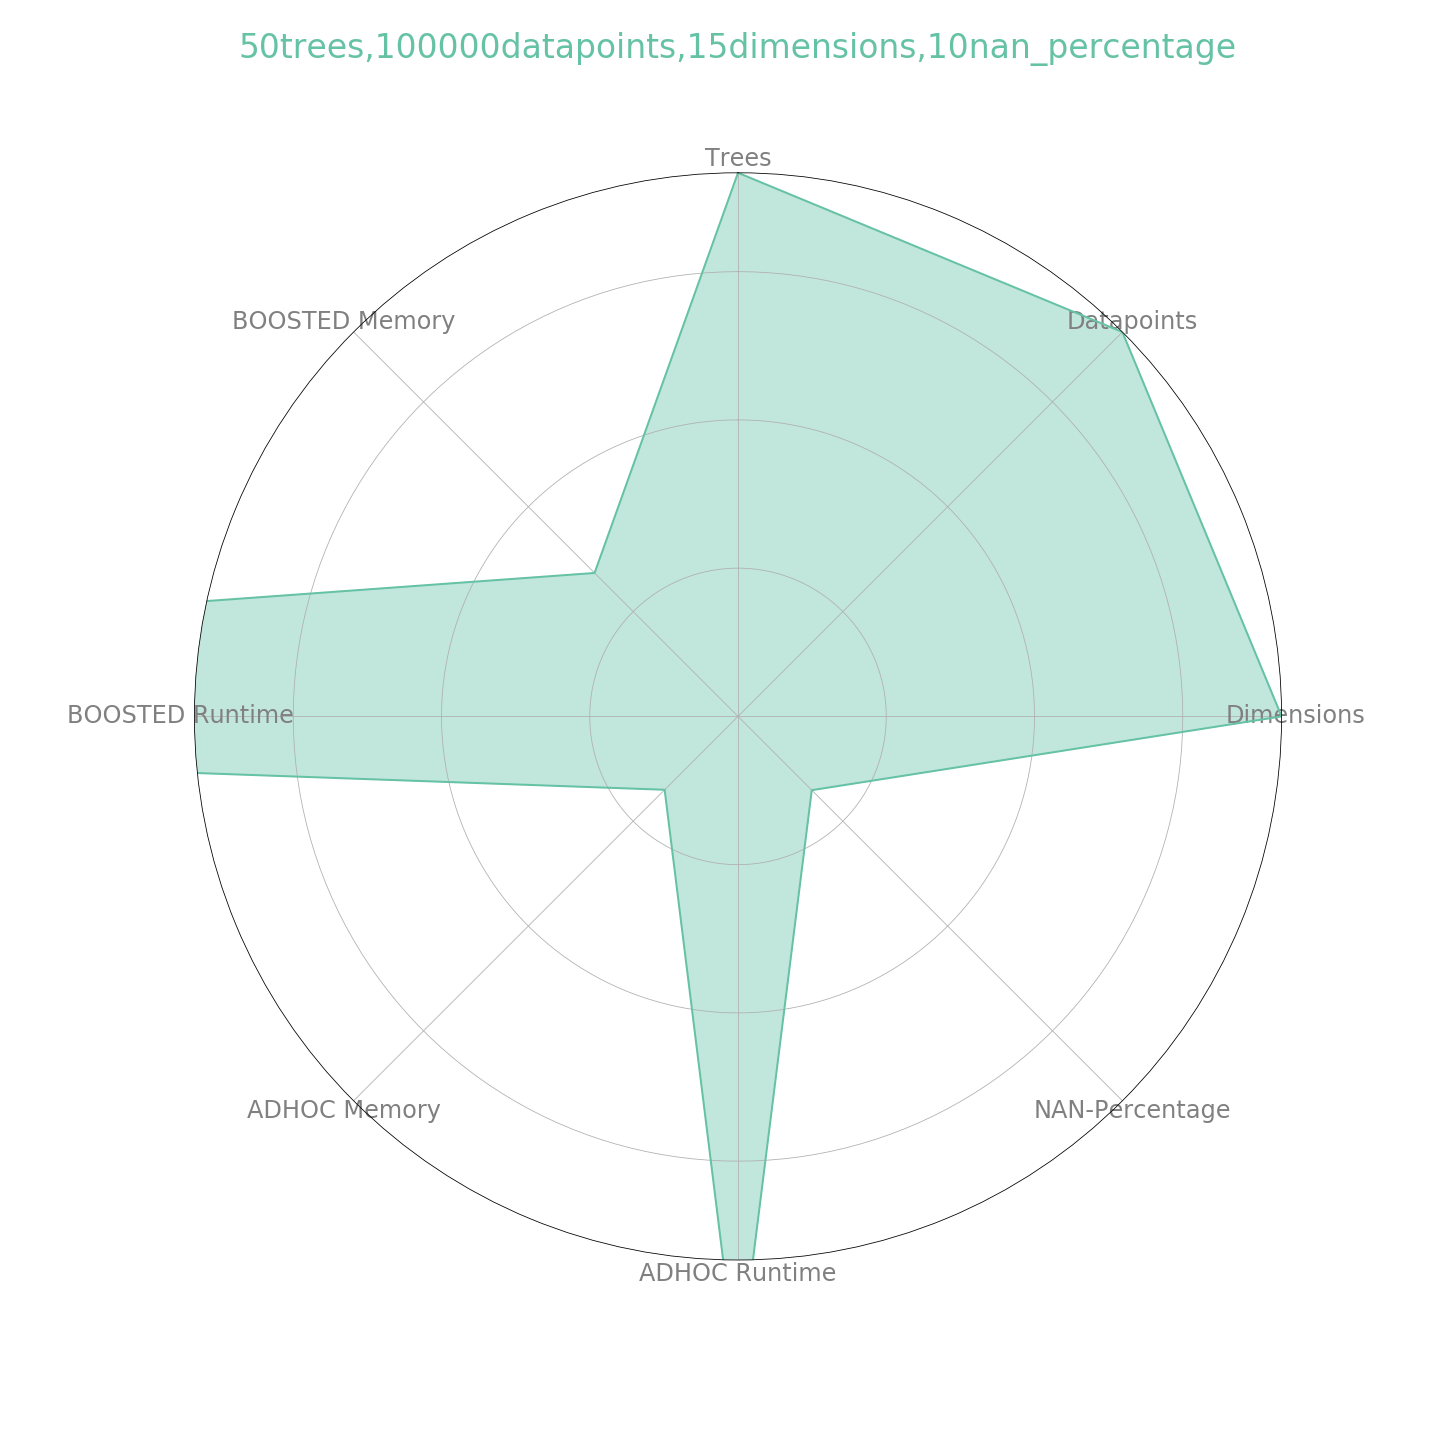 50trees,100000datapoints,15dimensions,10nan_percentage
Trees
BOOSTED Memory
Datapoints
BOOSTED Runtime
Dimensions
ADHOC Memory
NAN-Percentage
ADHOC Runtime